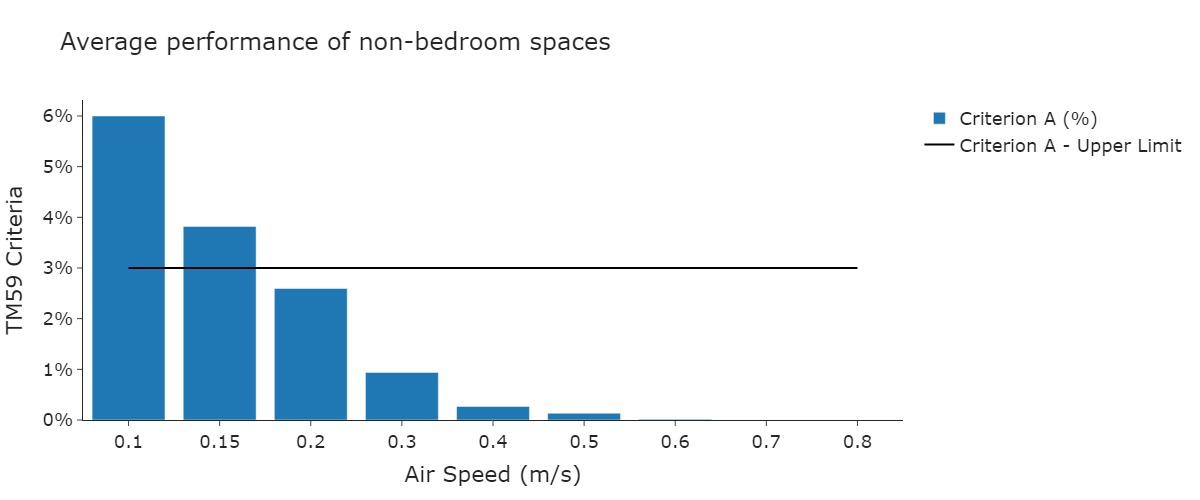 Average performance of non-bedroom spaces
Criterion A (%)
Criterion A - Upper Limit
TM59 Criteria
6%
5%
4%
3%
2%
1%
0%
0.1 0.15 0.2 0.3 0.4 0.5 0.6 0.7 0.8
Air Speed (m/s)